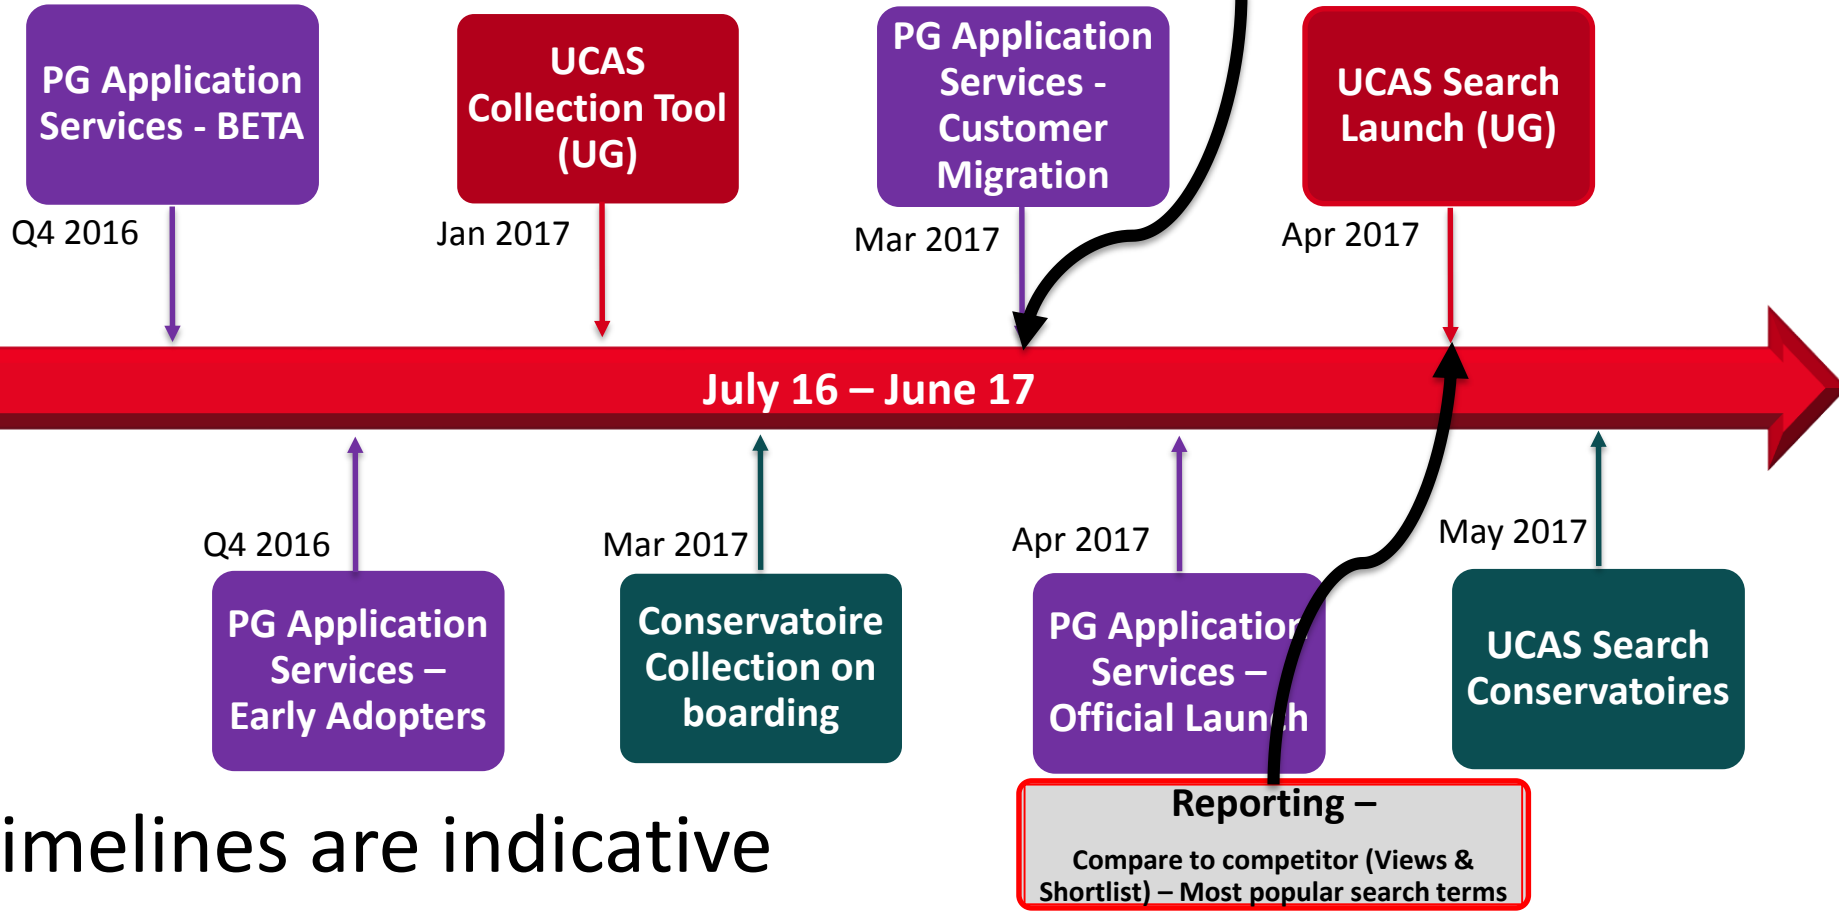 PG Application
Services - BETA
UCAS
Collection Tool
(UG)
PG Application
Services -
Customer
Migration
UCAS Search
Launch (UG)
Q4 2016
Jan 2017
Mar 2017
Apr 2017
July 16 – June 17
Q4 2016
Mar 2017
Apr 2017
May 2017
PG Application
Services –
Early Adopters
Conservatoire
Collection on
boarding
PG Application
Services –
Official Launch
UCAS Search
Conservatoires
Reporting –
Compare to competitor (Views &
Shortlist) – Most popular search terms
imelines are indicative